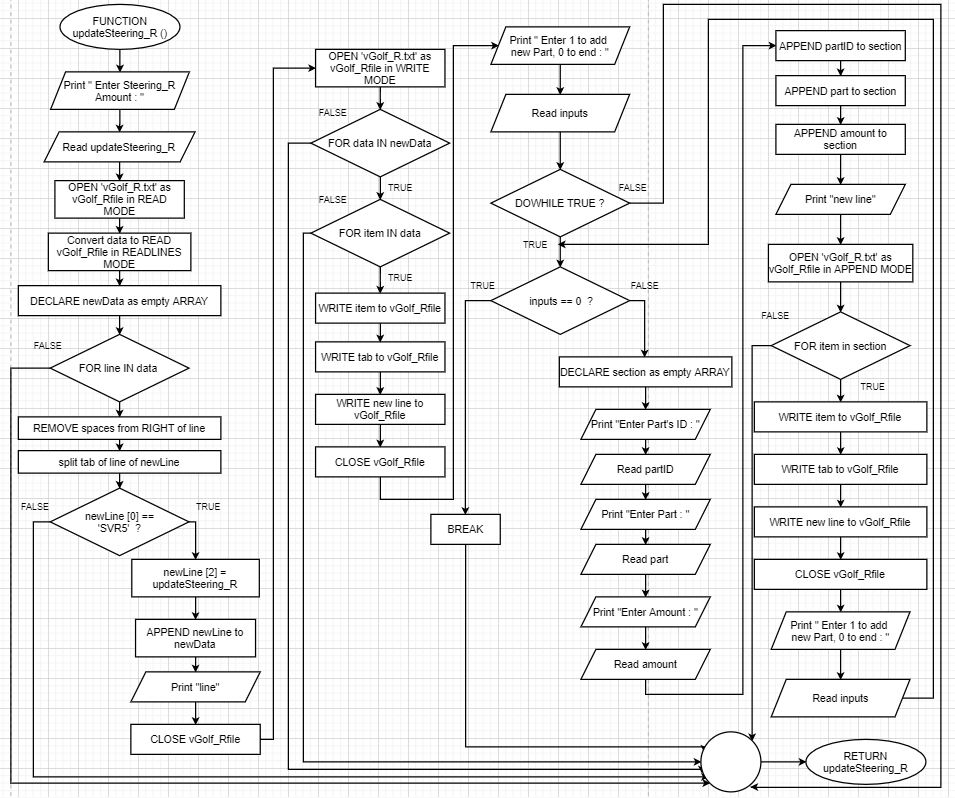 FUNCTION
updateSteering_R ()
Print " Enter Steering_R
Amount : "
Read updateSteering_R
OPEN 'vGolf_R.txt' as
vGolf_Rfile in READ
MODE
Convert data to READ
vGolf_Rfile in READLINES
MODE
DECLARE newData as empty ARRAY
FALSE
FOR line IN data
REMOVE spaces from RIGHT of line
split tab of line of newLine
FALSE
TRUE
newLine [0] ==
'SVR5' ?
newLine [2] =
updateSteering_R
APPEND newLine to
newData
Print "line"
CLOSE vGolf_Rfile
OPEN 'vGolf_R.txt' as
vGolf_Rfile in WRITE
MODE
FALSE
FOR data IN newData
TRUE
FALSE
FOR item IN data
TRUE
WRITE item to vGolf_Rfile
WRITE tab to vGolf_Rfile
WRITE new line to
vGolf_Rfile
CLOSE vGolf_Rfile
Print " Enter 1 to add
new Part, 0 to end : "
Read inputs
FALSE
DOWHILE TRUE ?
TRUE
TRUE
FALSE
inputs == 0 ?
BREAK
DECLARE section as empty ARRAY
Print "Enter Part's ID : "
Read partID
Print "Enter Part : "
Read part
Print "Enter Amount : "
Read amount
APPEND partID to section
APPEND part to section
APPEND amount to
section
Print "new line"
OPEN 'vGolf_R.txt' as
vGolf_Rfile in APPEND MODE
FALSE
FOR item in section
TRUE
WRITE item to vGolf_Rfile
WRITE tab to vGolf_Rfile
WRITE new line to vGolf_Rfile
CLOSE vGolf_Rfile
Print " Enter 1 to add
new Part, 0 to end : "
Read inputs
RETURN
updateSteering_R